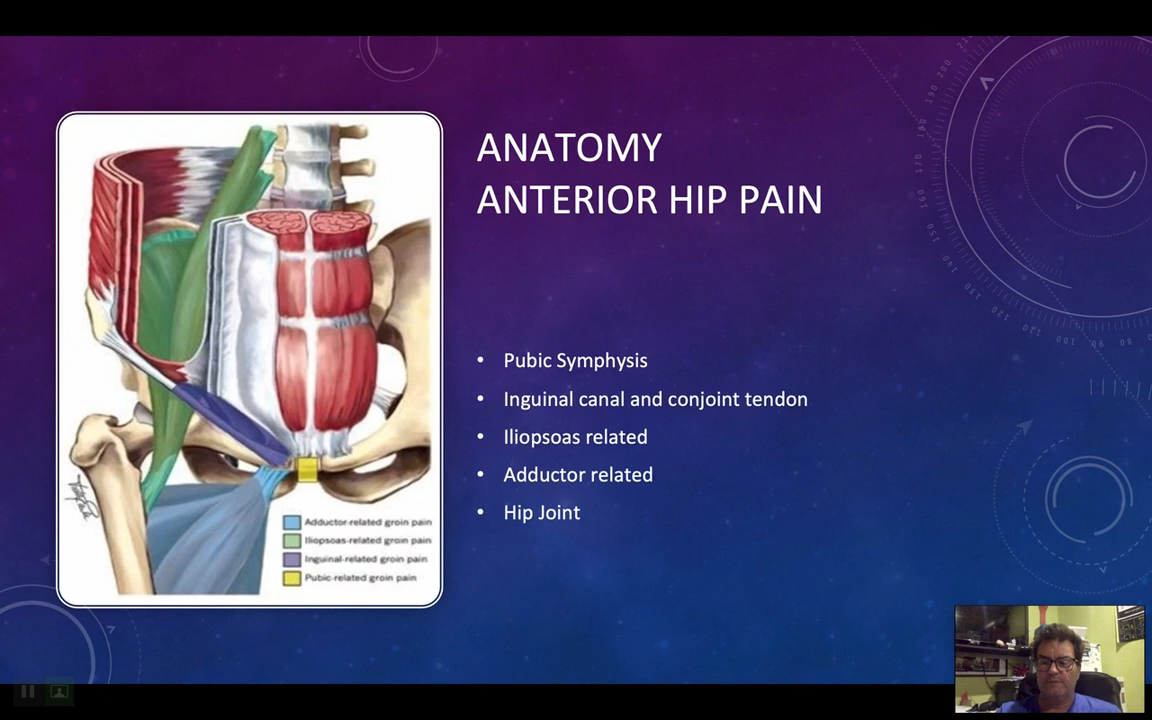 ANATOMY
ANTERIOR HIP PAIN
• Pubic Symphysis
• Inguinal canal and conjoint tendon
• Iliopsoas related
• Adductor related
• Hip Joint
Adductor-related groin pain
Iliopsoas-related groin pain
Inguinal-related groin pain
Pubic-related groin pain